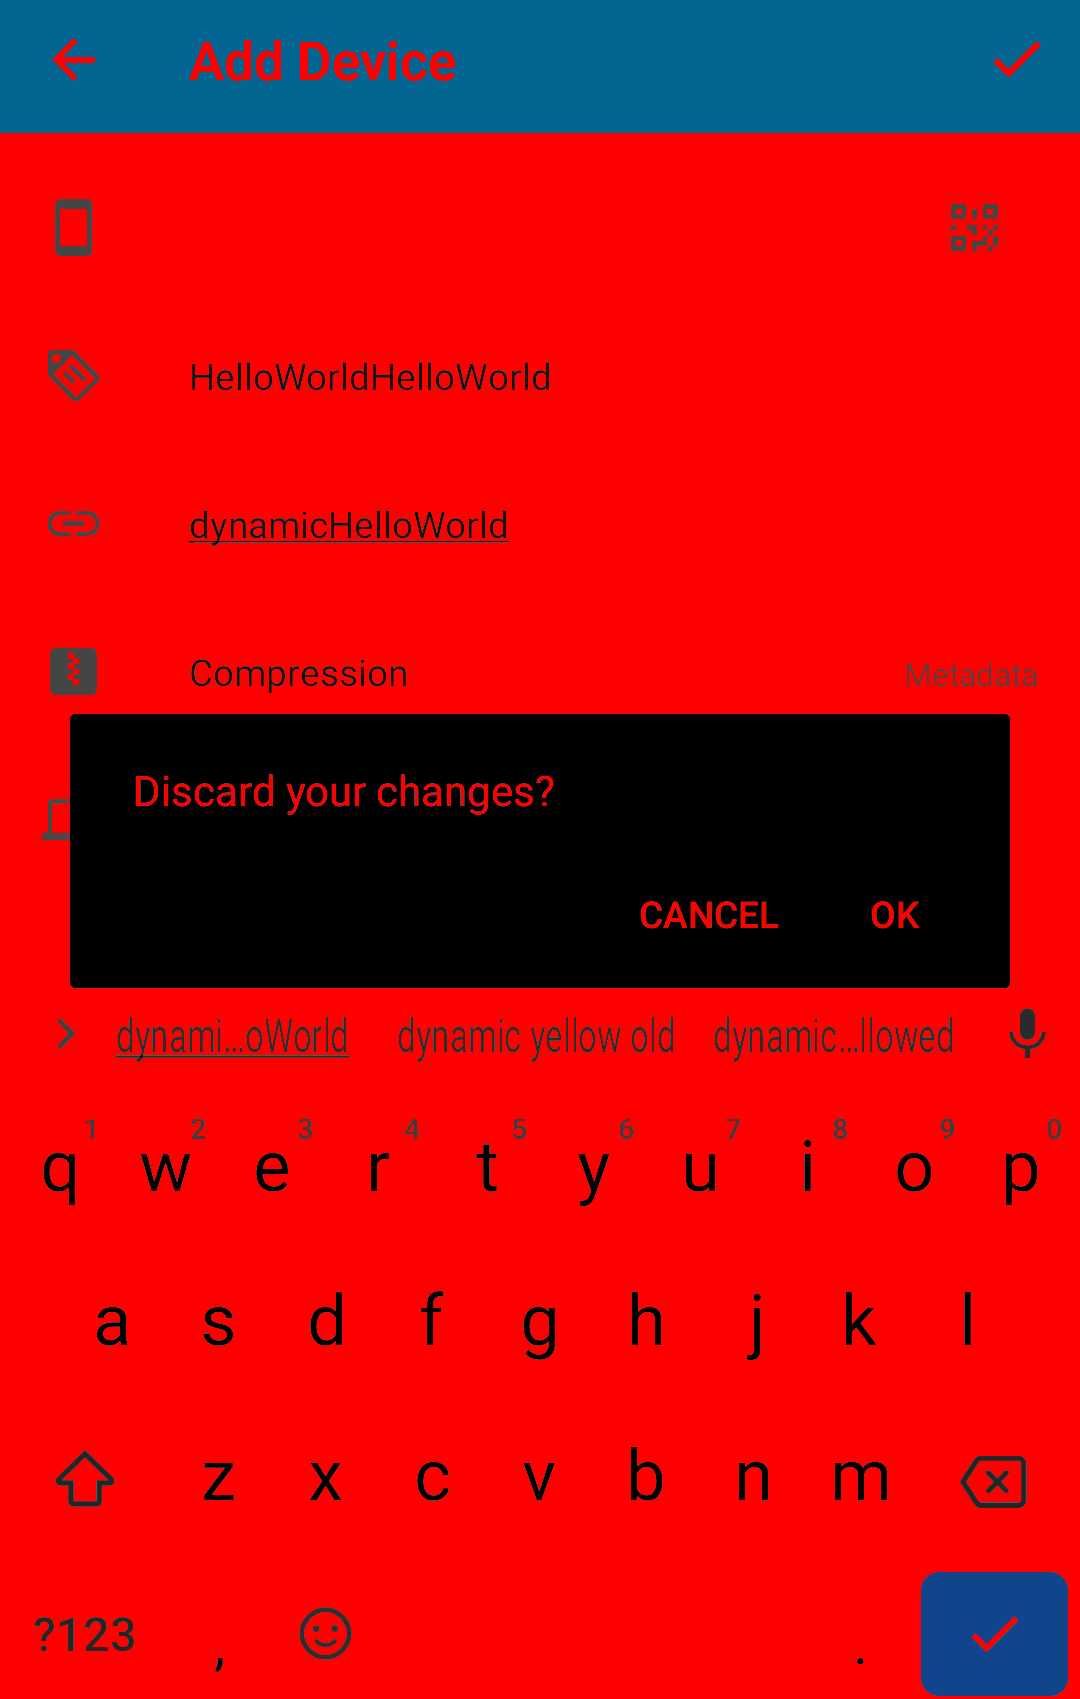 Add Device
HelloWorldHelloWorld
dynamicHelloWorld
Compression Metadata
Discard your changes?
CANCEL OK
dynami...oWorld dynamic yellow old dynamic...llowed
1 2 3 4 5 6 7 8 9 0
q w e r t y u i o p
a s d f g h j k l
z x c v b n m
?123 , .